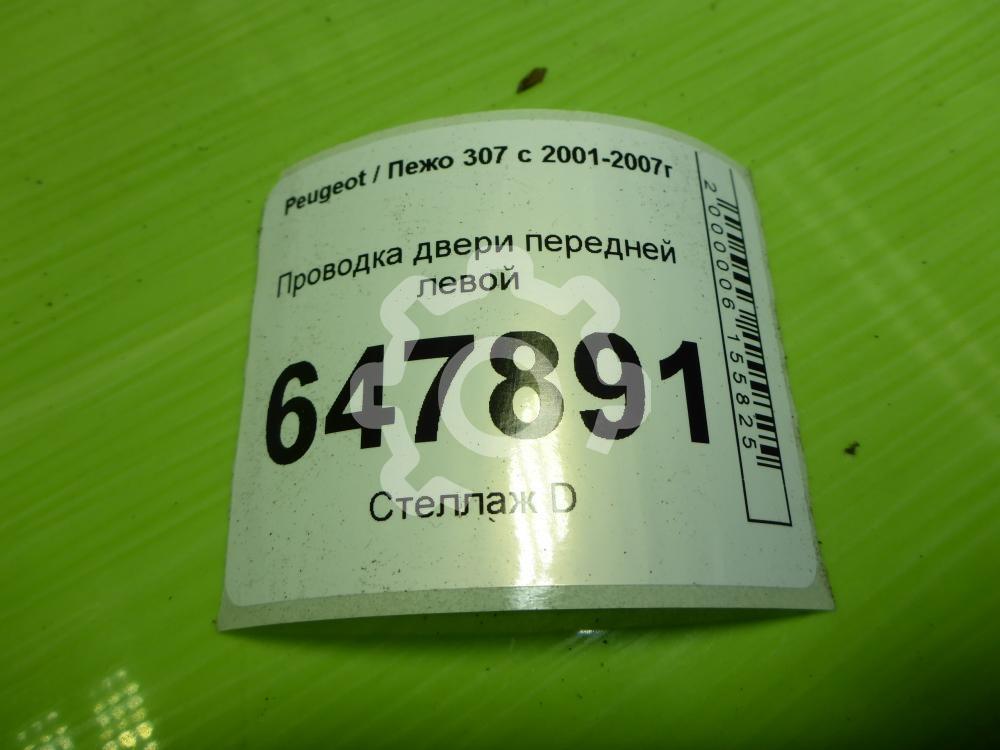 Peugeot / Пежо 307 с 2001-2007г
Проводка двери передней
левой
647891
Стеллаж D
2000006155825